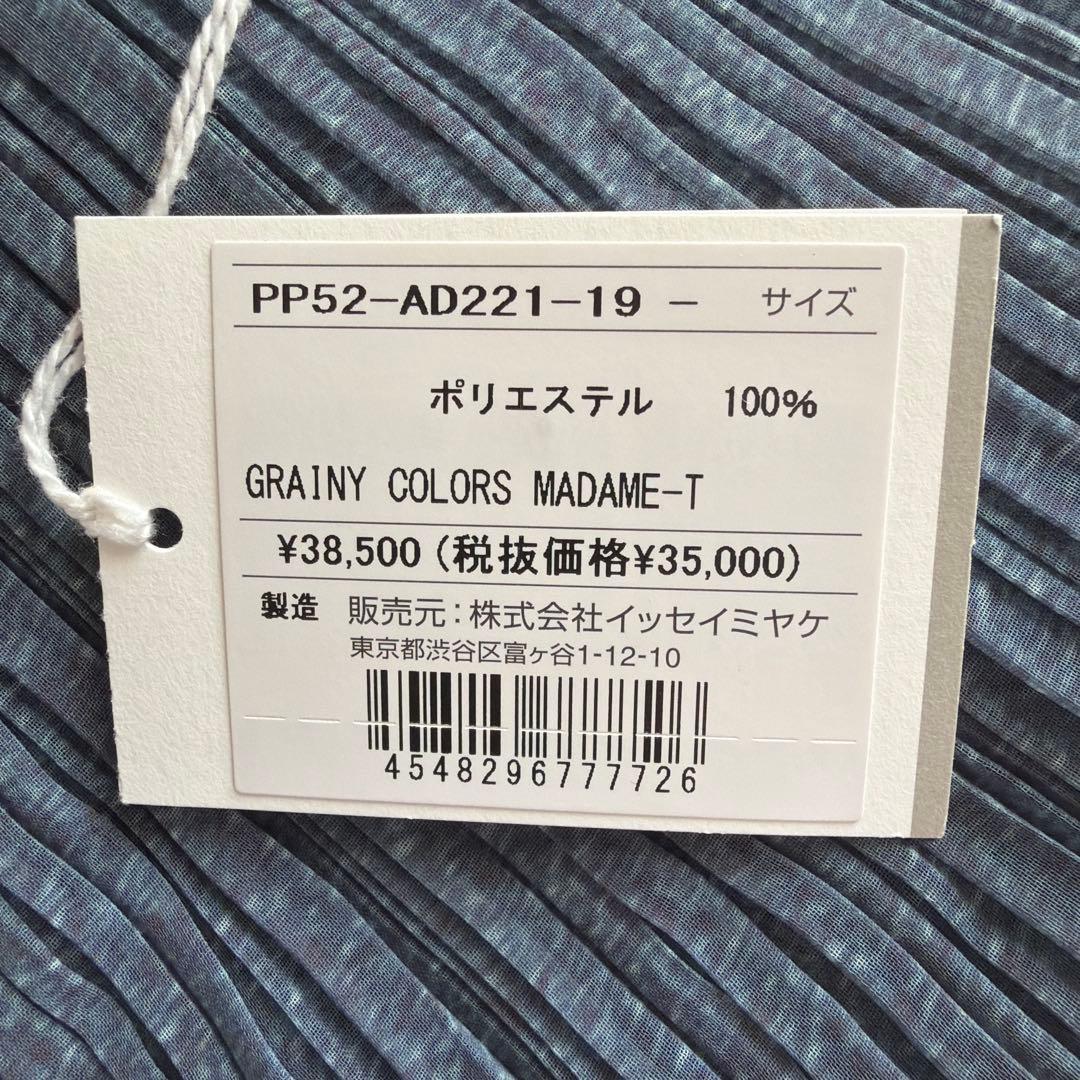 PP52-AD221-19 - サイズ
ポリエステル 100%
GRAINY COLORS MADAME-T
¥38,500(税抜価格¥35,000)
製造 販売元:株式会社イッセイミヤケ
東京都渋谷区富ヶ谷1-12-10
4548296777726